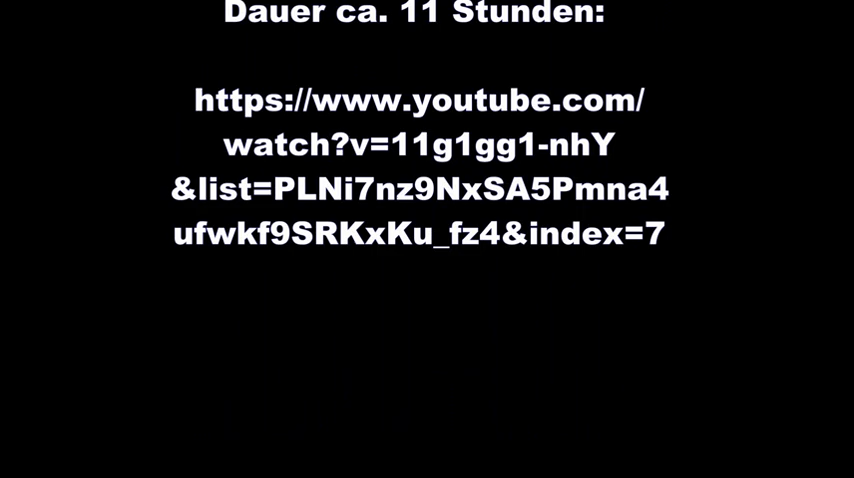 Dauer ca. 11 Stunden:
https://www.youtube.com/
watch?v=11g1gg1-nhY
&list=PLNi7nz9NxSA5Pmna4
ufwkf9SRKxKu_fz4&index=7